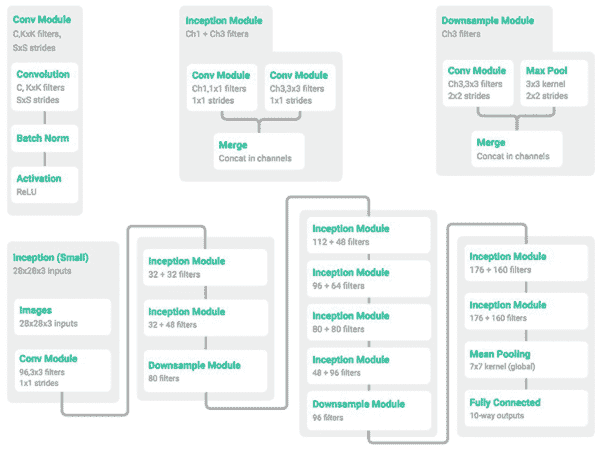 Conv Module
C,KxK filters,
SxS strides
Convolution
C, KxK filters
SxS strides
Batch Norm
Activation
ReLU
Inception Module
Ch1 + Ch3 filters
Conv Module
Ch1,1x1 filters
1x1 strides
Conv Module
Ch3,3x3 filters
1x1 strides
Merge
Concat in channels
Downsample Module
Ch3 filters
Conv Module
Ch3,3x3 filters
2x2 strides
Max Pool
3x3 kernel
2x2 strides
Merge
Concat in channels
Inception (Small)
28x28x3 inputs
Images
28x28x3 inputs
Conv Module
96,3x3 filters
1x1 strides
Inception Module
32 + 32 filters
Inception Module
32 + 48 filters
Downsample Module
80 filters
Inception Module
112 + 48 filters
Inception Module
96 + 64 filters
Inception Module
80 + 80 filters
Inception Module
48 + 96 filters
Downsample Module
96 filters
Inception Module
176 + 160 filters
Inception Module
176 + 160 filters
Mean Pooling
7x7 kernel (global)
Fully Connected
10-way outputs